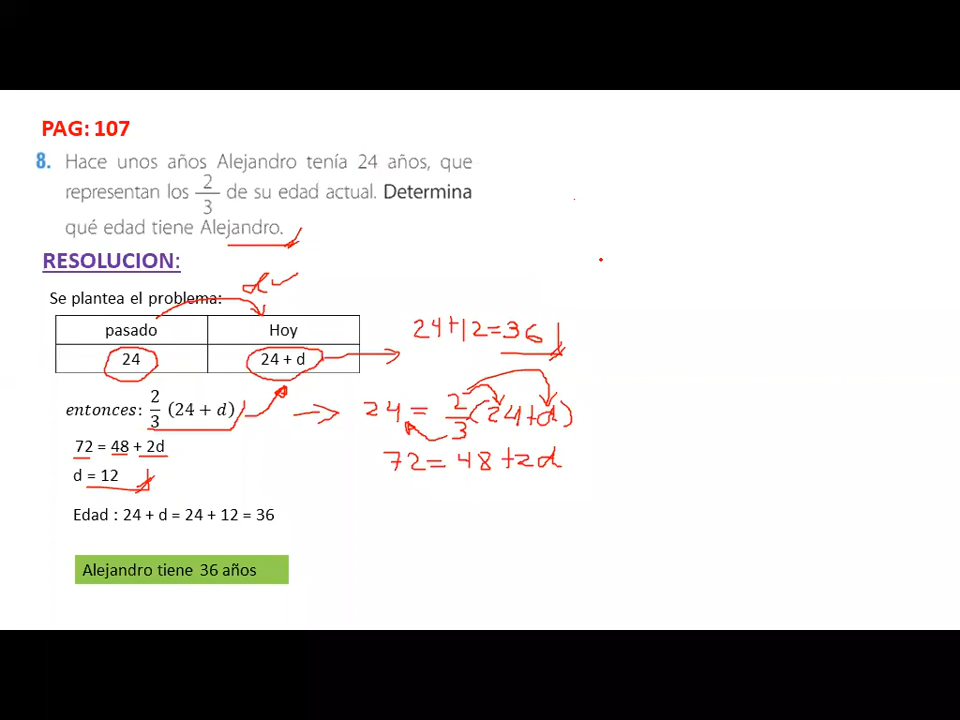 PAG: 107
8. Hace unos años Alejandro tenía 24 años, que
representan los 2/3 de su edad actual. Determina
qué edad tiene Alejandro.
RESOLUCION:
d
Se plantea el problema:
pasado Hoy
24 24 + d
24+12=36
entonces: 2/3 (24 + d)
24 = 2/3 (24+d)
72 = 48 + 2d
72 = 48 +2d
d = 12
Edad : 24 + d = 24 + 12 = 36
Alejandro tiene 36 años